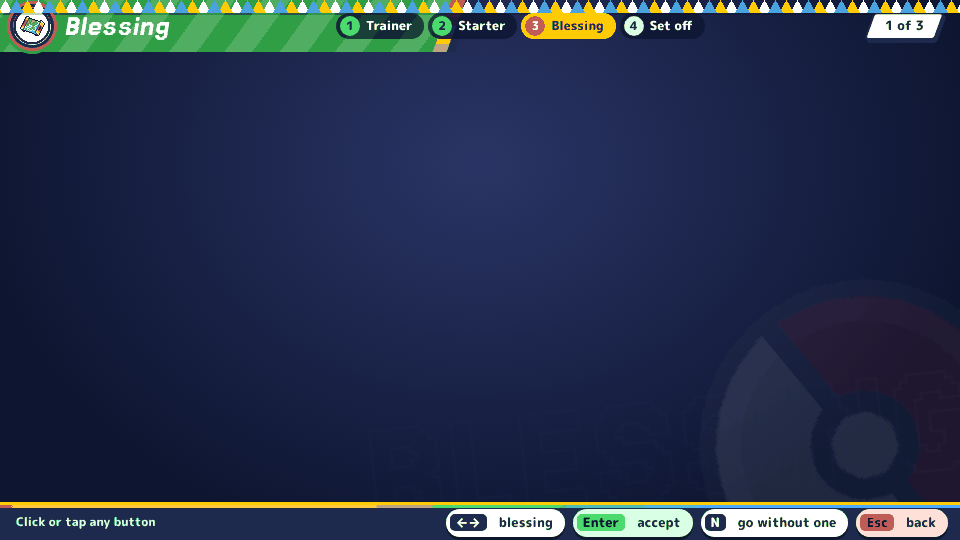 Blessing
1 Trainer
2 Starter
3 Blessing
4 Set off
1 of 3
Click or tap any button
←→ blessing
Enter accept
N go without one
Esc back